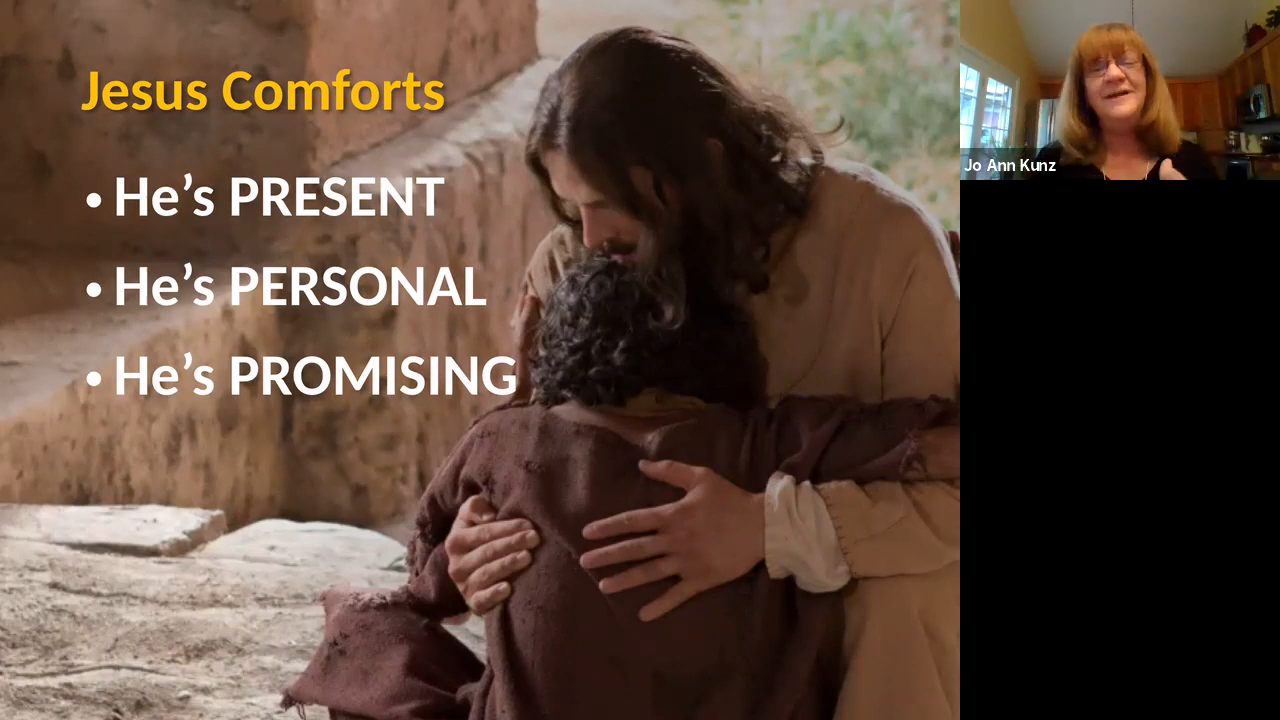 Jesus Comforts
• He’s PRESENT
• He’s PERSONAL
• He’s PROMISING
Jo Ann Kunz